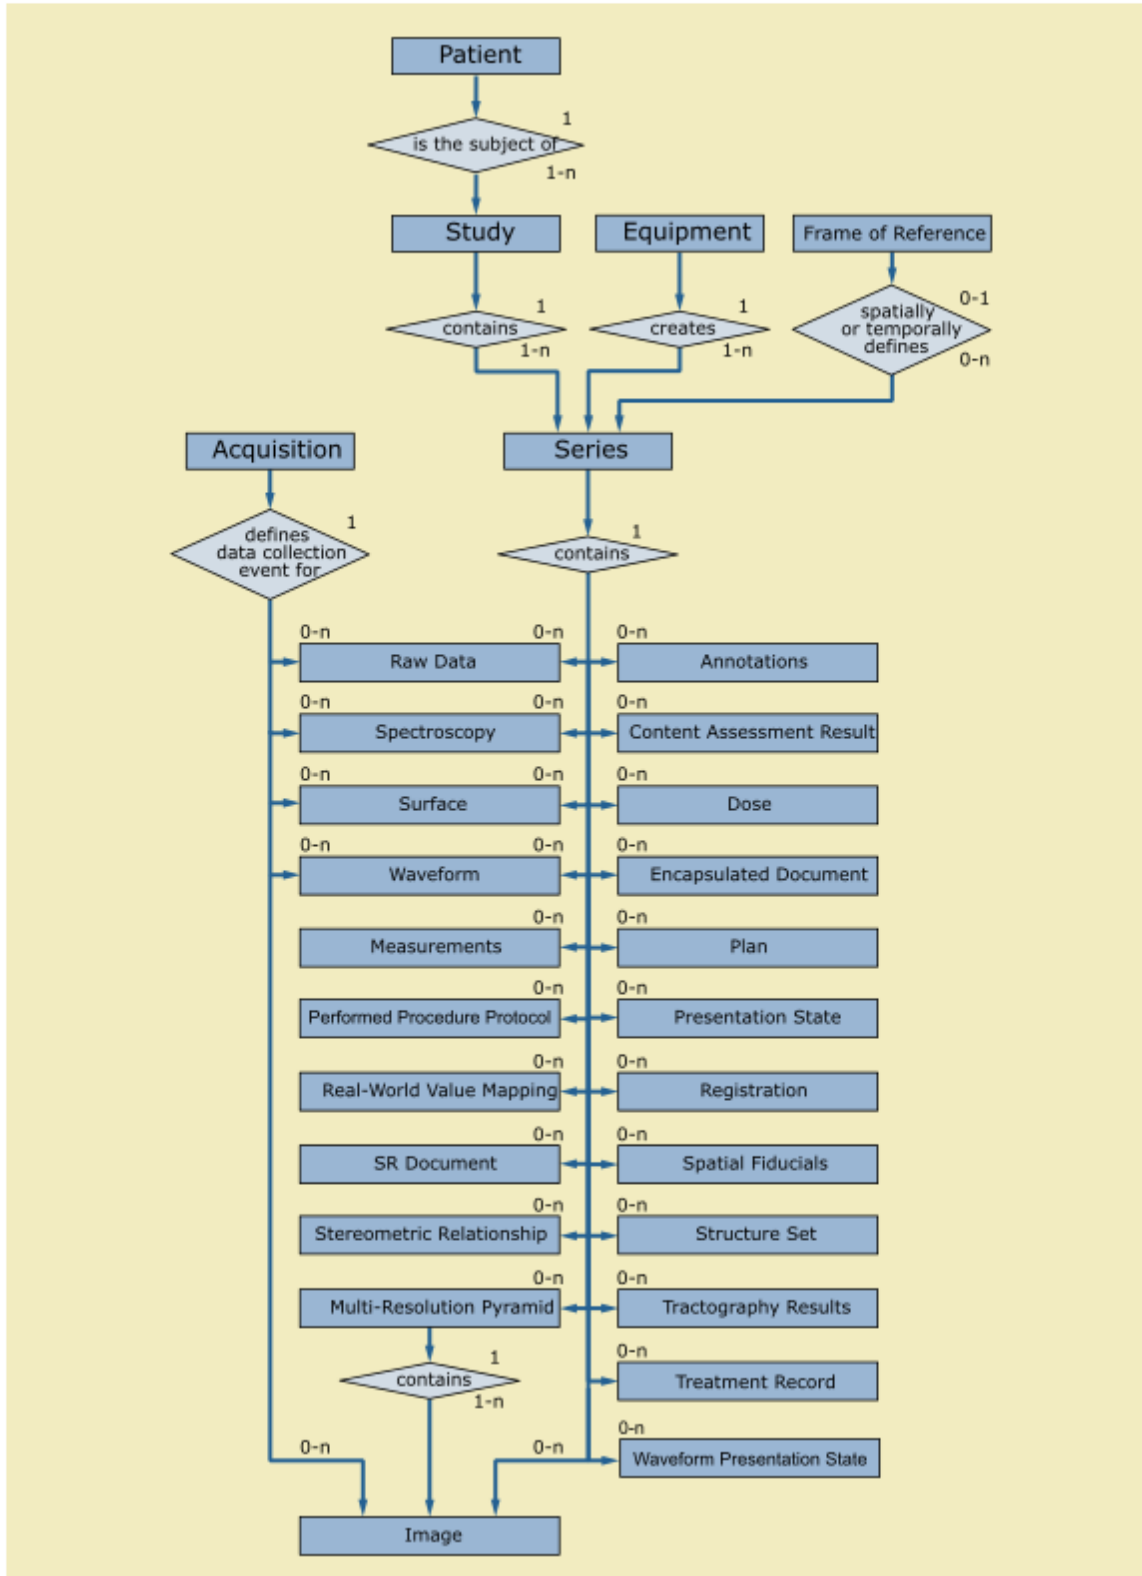 Patient
1
is the subject of
1-n
Study
Equipment
Frame of Reference
1
contains
1-n
1
creates
1-n
0-1
spatially
or temporally
defines
0-n
Acquisition
Series
1
defines
data collection
event for
1
contains
0-n
0-n
0-n
Raw Data
Annotations
0-n
0-n
0-n
Spectroscopy
Content Assessment Result
0-n
0-n
0-n
Surface
Dose
0-n
0-n
0-n
Waveform
Encapsulated Document
0-n
0-n
Measurements
Plan
0-n
0-n
Performed Procedure Protocol
Presentation State
0-n
0-n
Real-World Value Mapping
Registration
0-n
0-n
SR Document
Spatial Fiducials
0-n
0-n
Stereometric Relationship
Structure Set
0-n
0-n
Multi-Resolution Pyramid
Tractography Results
1
contains
1-n
0-n
Treatment Record
0-n
0-n
0-n
Waveform Presentation State
Image